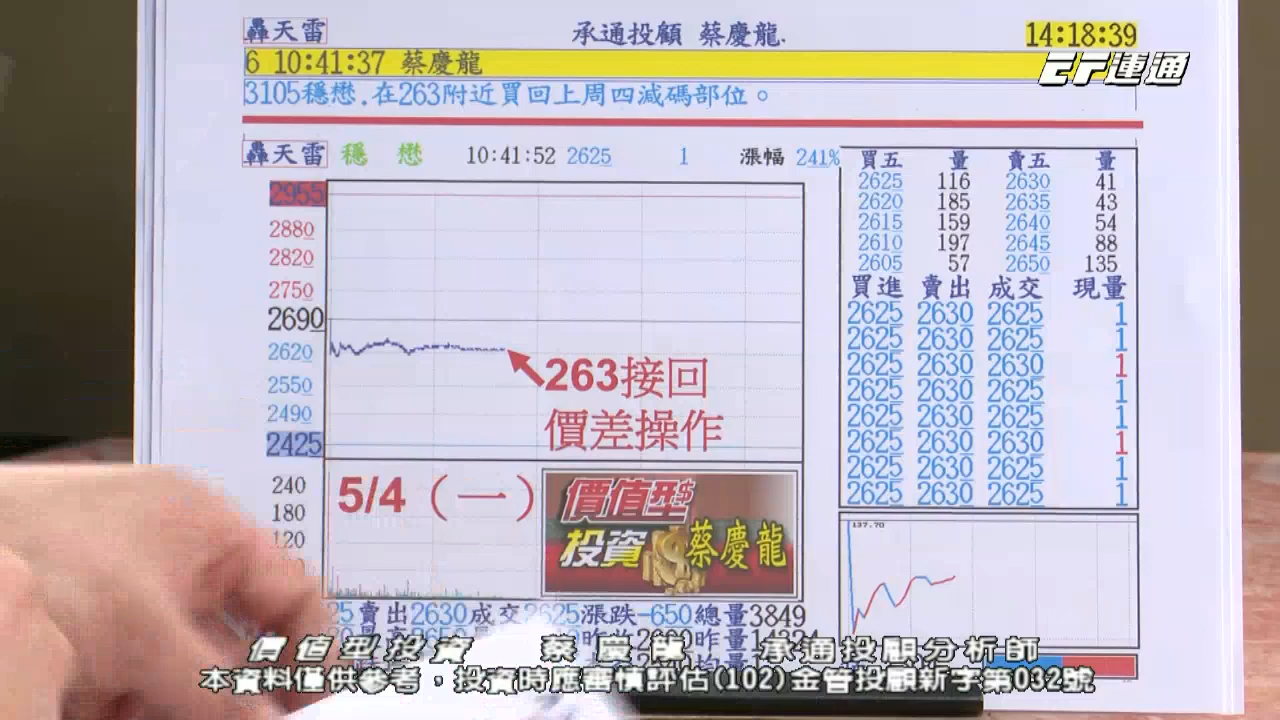 轟天雷 承通投顧 蔡慶龍. 14:18:39
6 10:41:37 蔡慶龍
EF運通
3105穩懋.在263附近買回上周四減碼部位。
轟天雷 穩 懋 10:41:52 2625 1 漲幅 241%
買五 量 賣五 量
2625 116 2630 41
2620 185 2635 43
2615 159 2640 54
2610 197 2645 88
2605 57 2650 135
買進 賣出 成交 現量
2625 2630 2625 1
2625 2630 2625 1
2625 2630 2630 1
2625 2630 2625 1
2625 2630 2625 1
2625 2630 2630 1
2625 2630 2625 1
2625 2630 2625 1
2955
2880
2820
2750
2690
2620
2550
2490
2425
263接回
價差操作
240
180
120
5/4（一）
價值型$
投資 $ 蔡慶龍
137.70
25賣出2630成交2625漲跌-650總量3849
價值型投資 蔡慶龍 承通投顧分析師
本資料僅供參考，投資時應審慎評估(102)金管投顧新字第032號